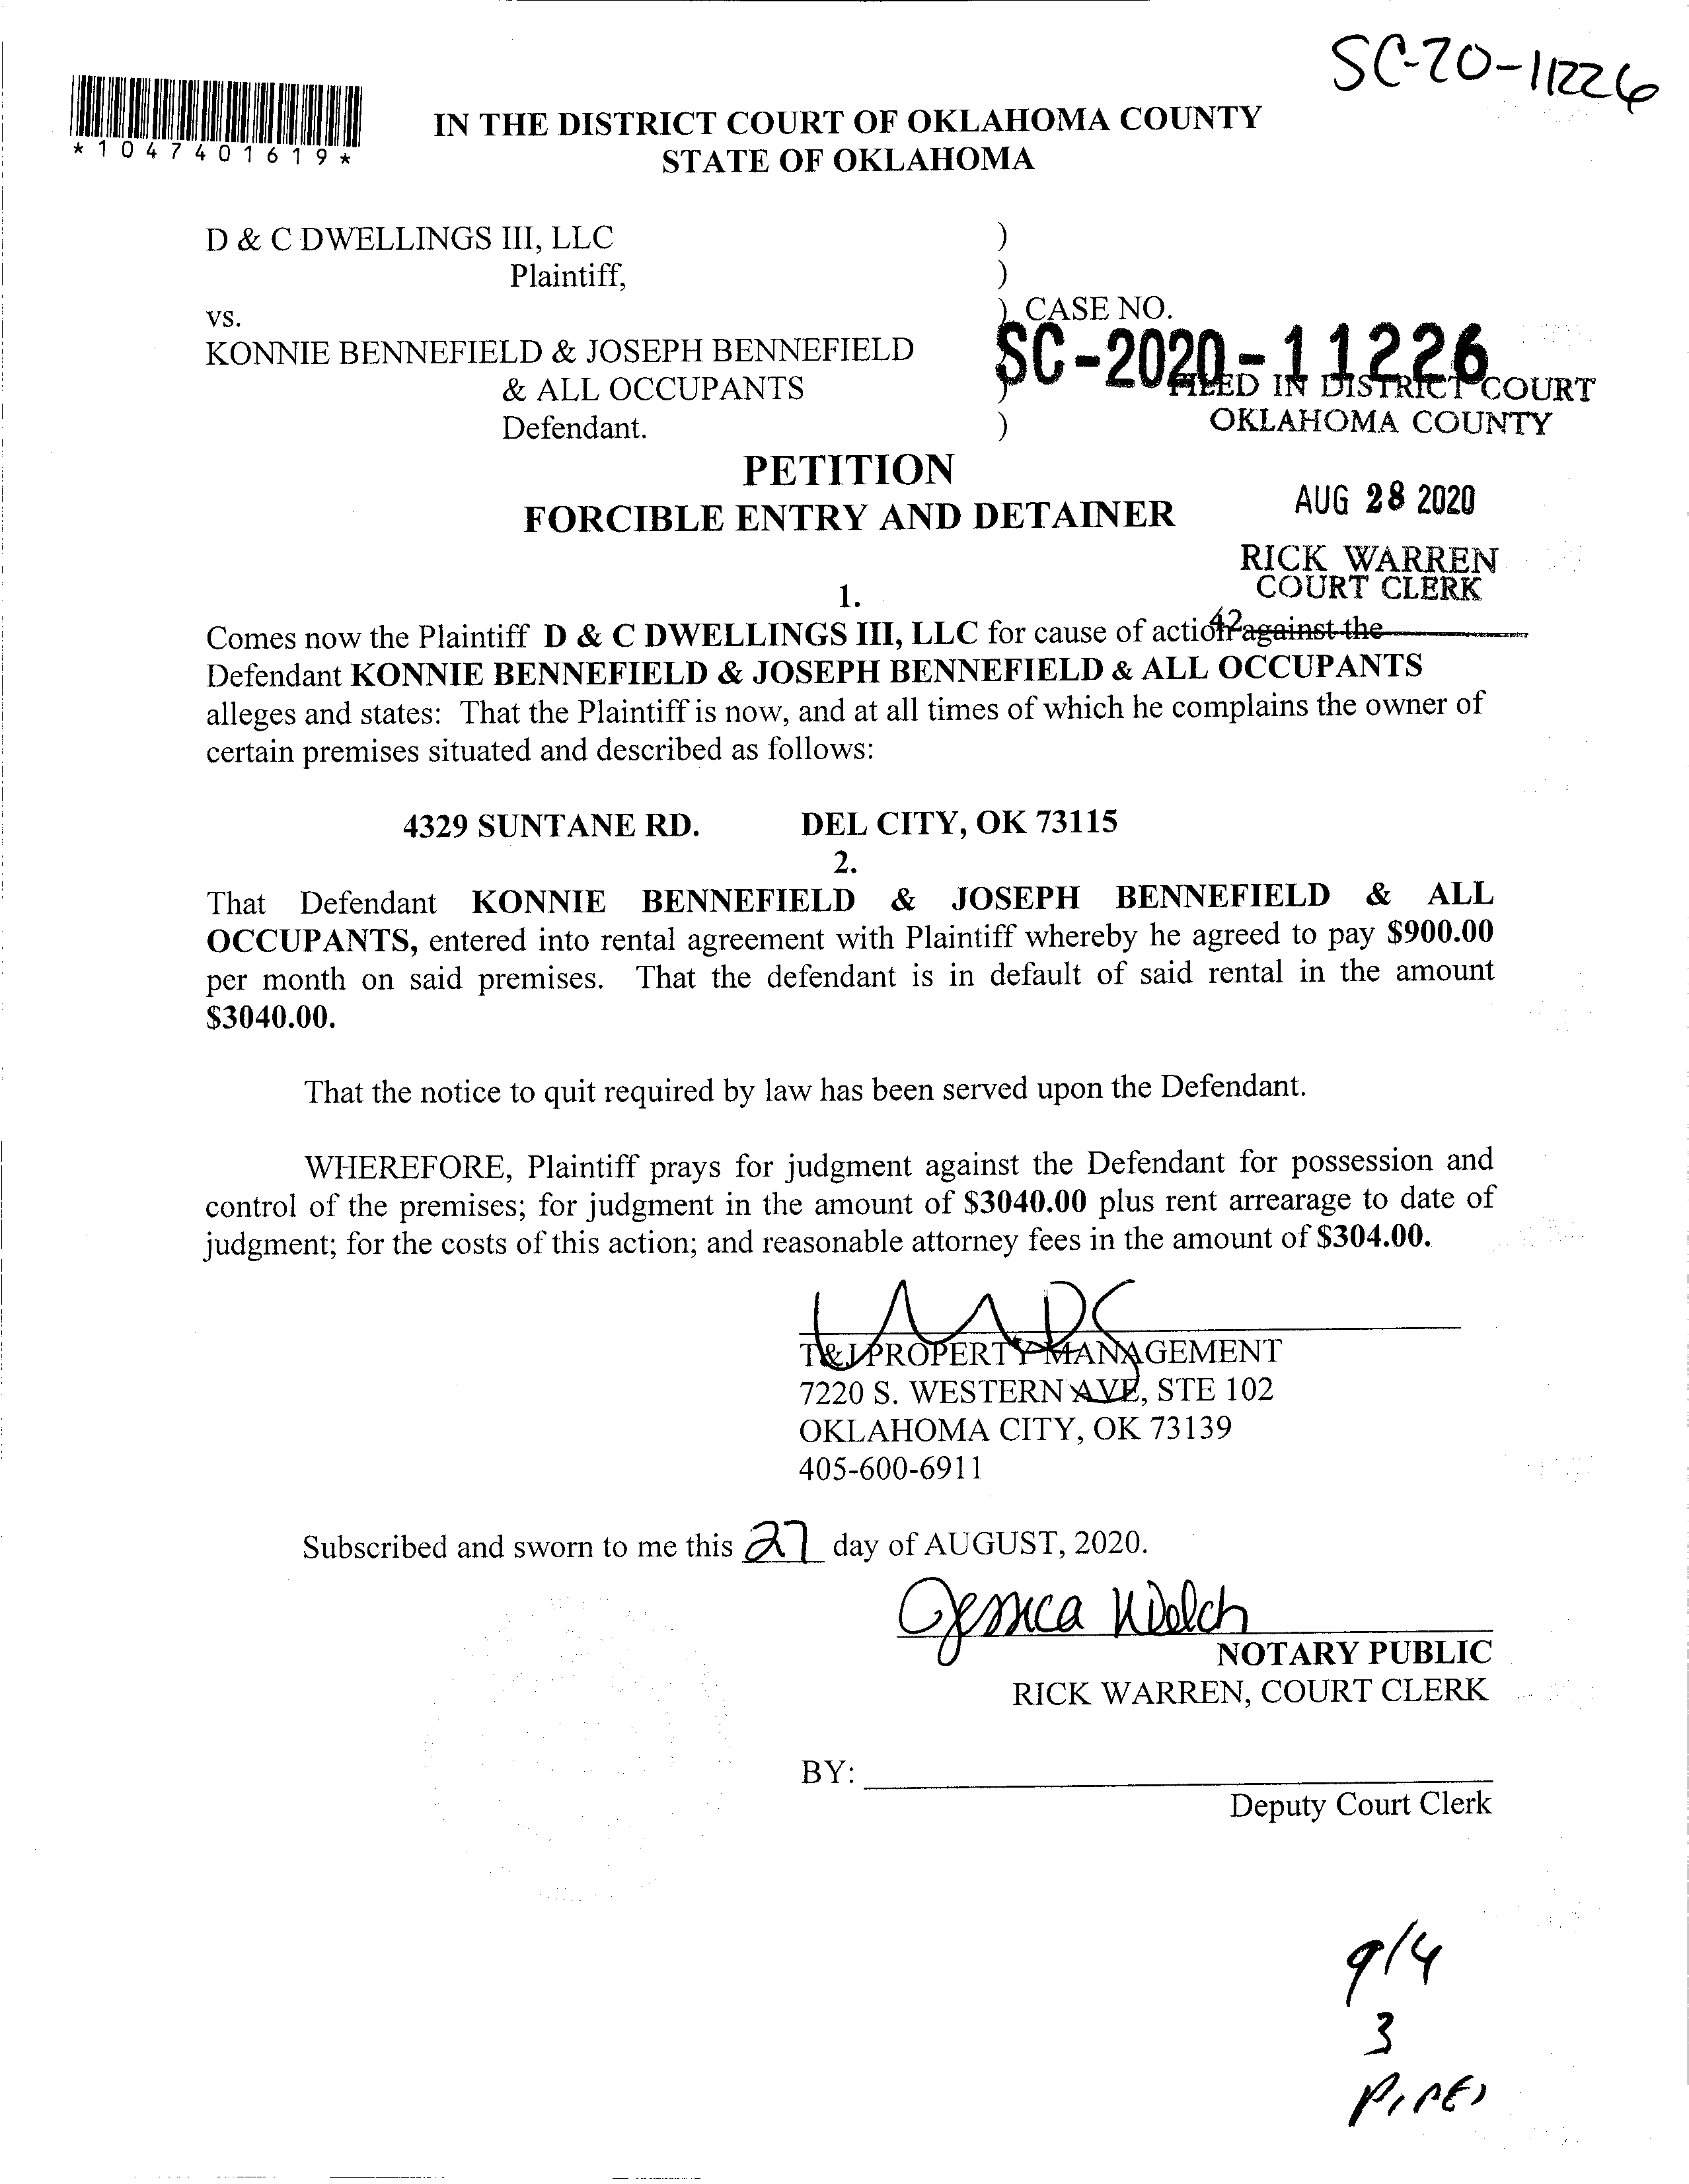 SC-20-11226
*1047401619*
IN THE DISTRICT COURT OF OKLAHOMA COUNTY
STATE OF OKLAHOMA
D & C DWELLINGS III, LLC )
Plaintiff, )
vs. ) CASE NO.
SC-2020-11226
KONNIE BENNEFIELD & JOSEPH BENNEFIELD )
& ALL OCCUPANTS )
FILED IN DISTRICT COURT
Defendant. ) OKLAHOMA COUNTY
PETITION
FORCIBLE ENTRY AND DETAINER
AUG 28 2020
RICK WARREN
COURT CLERK
42
1.
Comes now the Plaintiff D & C DWELLINGS III, LLC for cause of action against the
Defendant KONNIE BENNEFIELD & JOSEPH BENNEFIELD & ALL OCCUPANTS
alleges and states: That the Plaintiff is now, and at all times of which he complains the owner of
certain premises situated and described as follows:
4329 SUNTANE RD. DEL CITY, OK 73115
2.
That Defendant KONNIE BENNEFIELD & JOSEPH BENNEFIELD & ALL
OCCUPANTS, entered into rental agreement with Plaintiff whereby he agreed to pay $900.00
per month on said premises. That the defendant is in default of said rental in the amount
$3040.00.
That the notice to quit required by law has been served upon the Defendant.
WHEREFORE, Plaintiff prays for judgment against the Defendant for possession and
control of the premises; for judgment in the amount of $3040.00 plus rent arrearage to date of
judgment; for the costs of this action; and reasonable attorney fees in the amount of $304.00.
T&J PROPERTY MANAGEMENT
7220 S. WESTERN AVE, STE 102
OKLAHOMA CITY, OK 73139
405-600-6911
Subscribed and sworn to me this 27 day of AUGUST, 2020.
Jessica Welch
NOTARY PUBLIC
RICK WARREN, COURT CLERK
BY:
Deputy Court Clerk
9/4
3